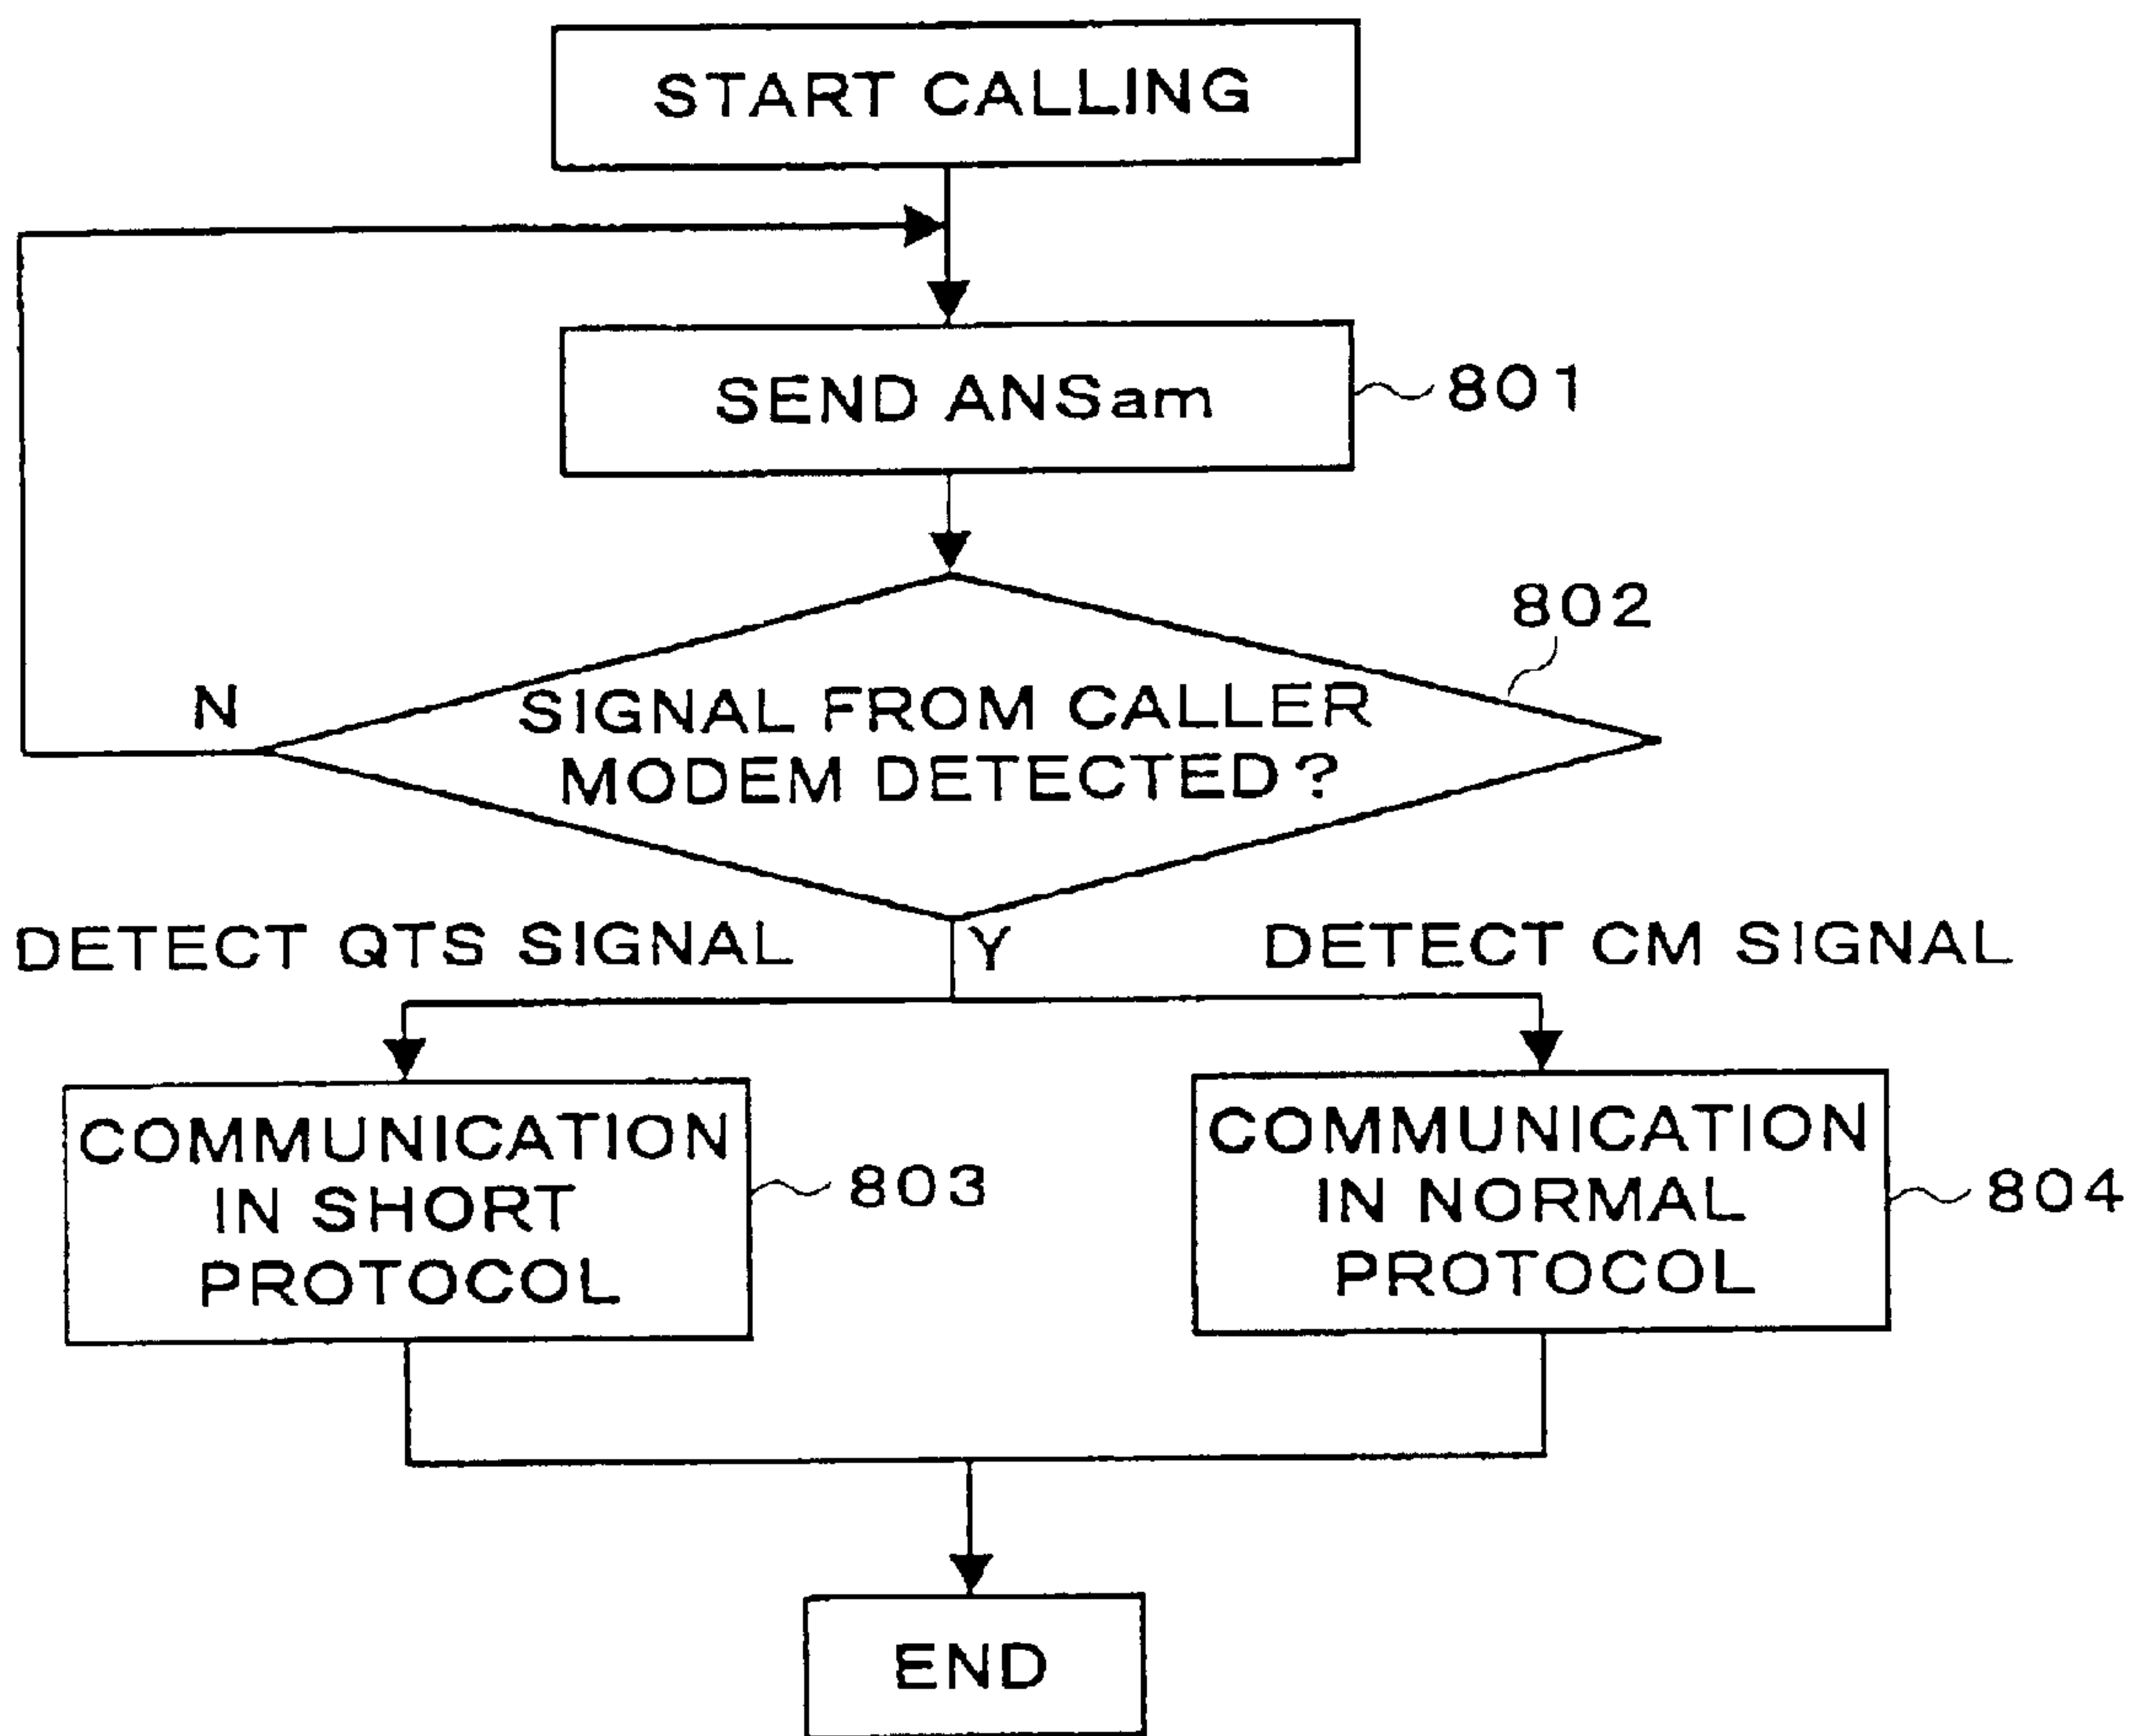 START CALLING
SEND ANSam
801
802
N
SIGNAL FROM CALLER
MODEM DETECTED?
DETECT QTS SIGNAL
Y
DETECT CM SIGNAL
COMMUNICATION
IN SHORT
PROTOCOL
803
COMMUNICATION
IN NORMAL
PROTOCOL
804
END